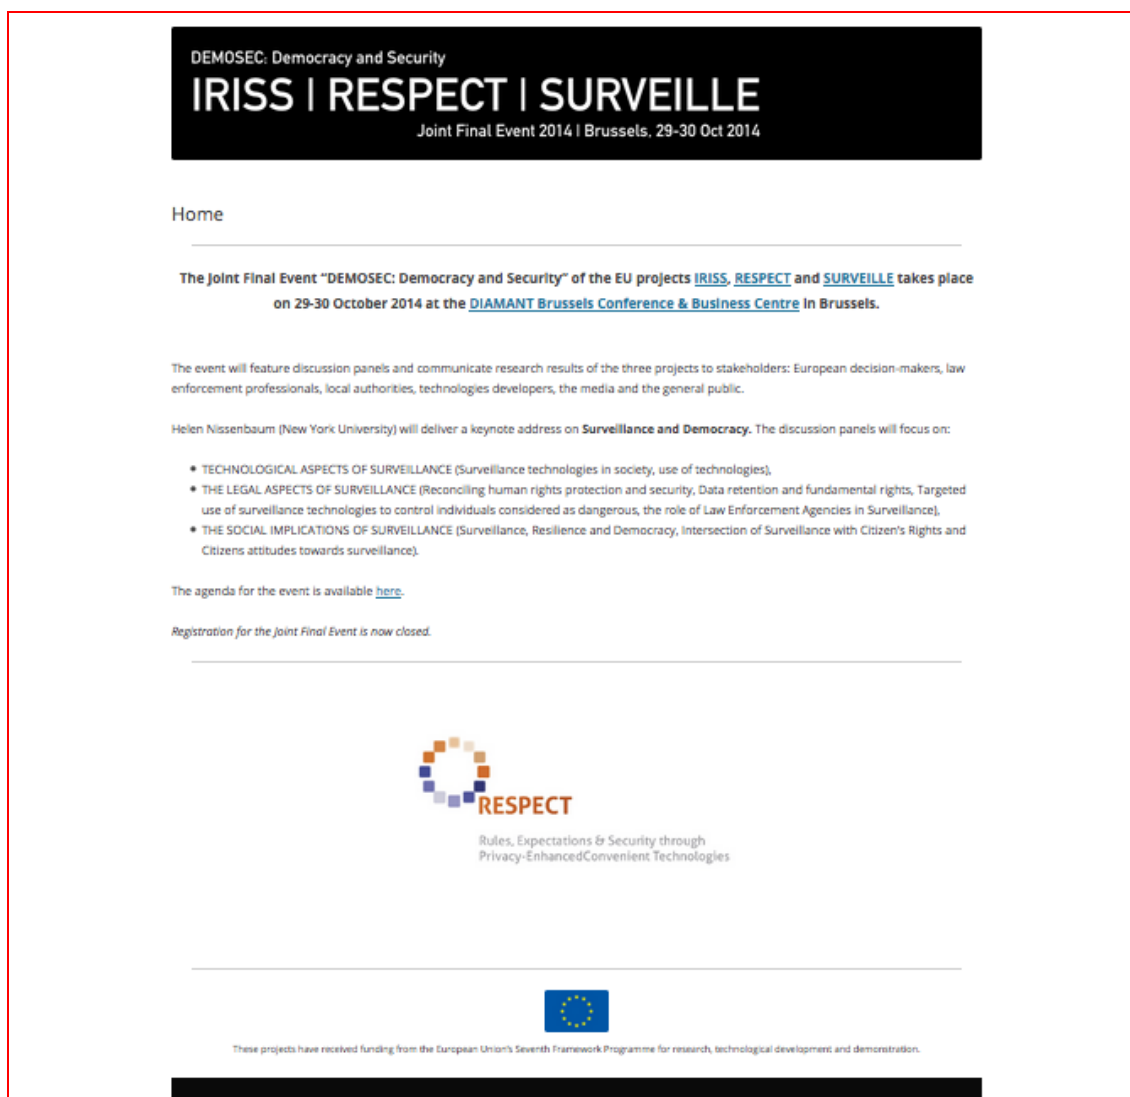 DEMOSEC: Democracy and Security
IRISS | RESPECT | SURVEILLE
Joint Final Event 2014 | Brussels, 29-30 Oct 2014
Home
The Joint Final Event “DEMOSEC: Democracy and Security” of the EU projects IRISS, RESPECT and SURVEILLE takes place
on 29-30 October 2014 at the DIAMANT Brussels Conference & Business Centre in Brussels.
The event will feature discussion panels and communicate research results of the three projects to stakeholders: European decision-makers, law
enforcement professionals, local authorities, technologies developers, the media and the general public.
Helen Nissenbaum (New York University) will deliver a keynote address on Surveillance and Democracy. The discussion panels will focus on:
• TECHNOLOGICAL ASPECTS OF SURVEILLANCE (Surveillance technologies in society, use of technologies),
• THE LEGAL ASPECTS OF SURVEILLANCE (Reconciling human rights protection and security, Data retention and fundamental rights, Targeted
use of surveillance technologies to control individuals considered as dangerous, the role of Law Enforcement Agencies in Surveillance),
• THE SOCIAL IMPLICATIONS OF SURVEILLANCE (Surveillance, Resilience and Democracy, Intersection of Surveillance with Citizen's Rights and
Citizens attitudes towards surveillance).
The agenda for the event is available here.
Registration for the Joint Final Event is now closed.
RESPECT
Rules, Expectations & Security through
Privacy-EnhancedConvenient Technologies
These projects have received funding from the European Union's Seventh Framework Programme for research, technological development and demonstration.